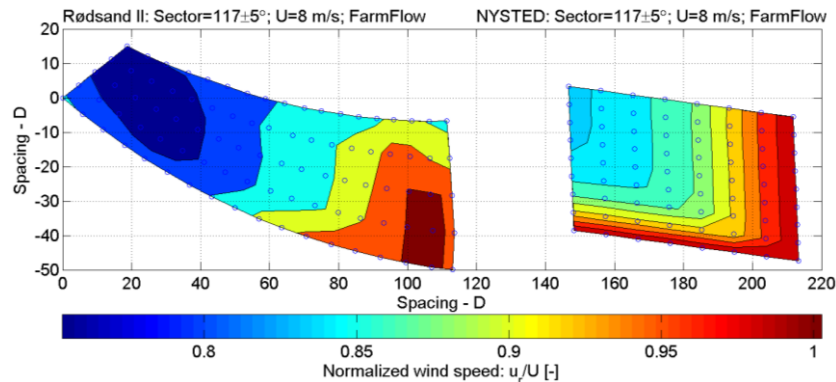 Rødsand II: Sector=117±5°; U=8 m/s; FarmFlow
NYSTED: Sector=117±5°; U=8 m/s; FarmFlow
20
10
0
-10
-20
-30
-40
-50
Spacing - D
0 20 40 60 80 100 120 140 160 180 200 220
Spacing - D
0.8 0.85 0.9 0.95 1
Normalized wind speed: u_r/U [-]